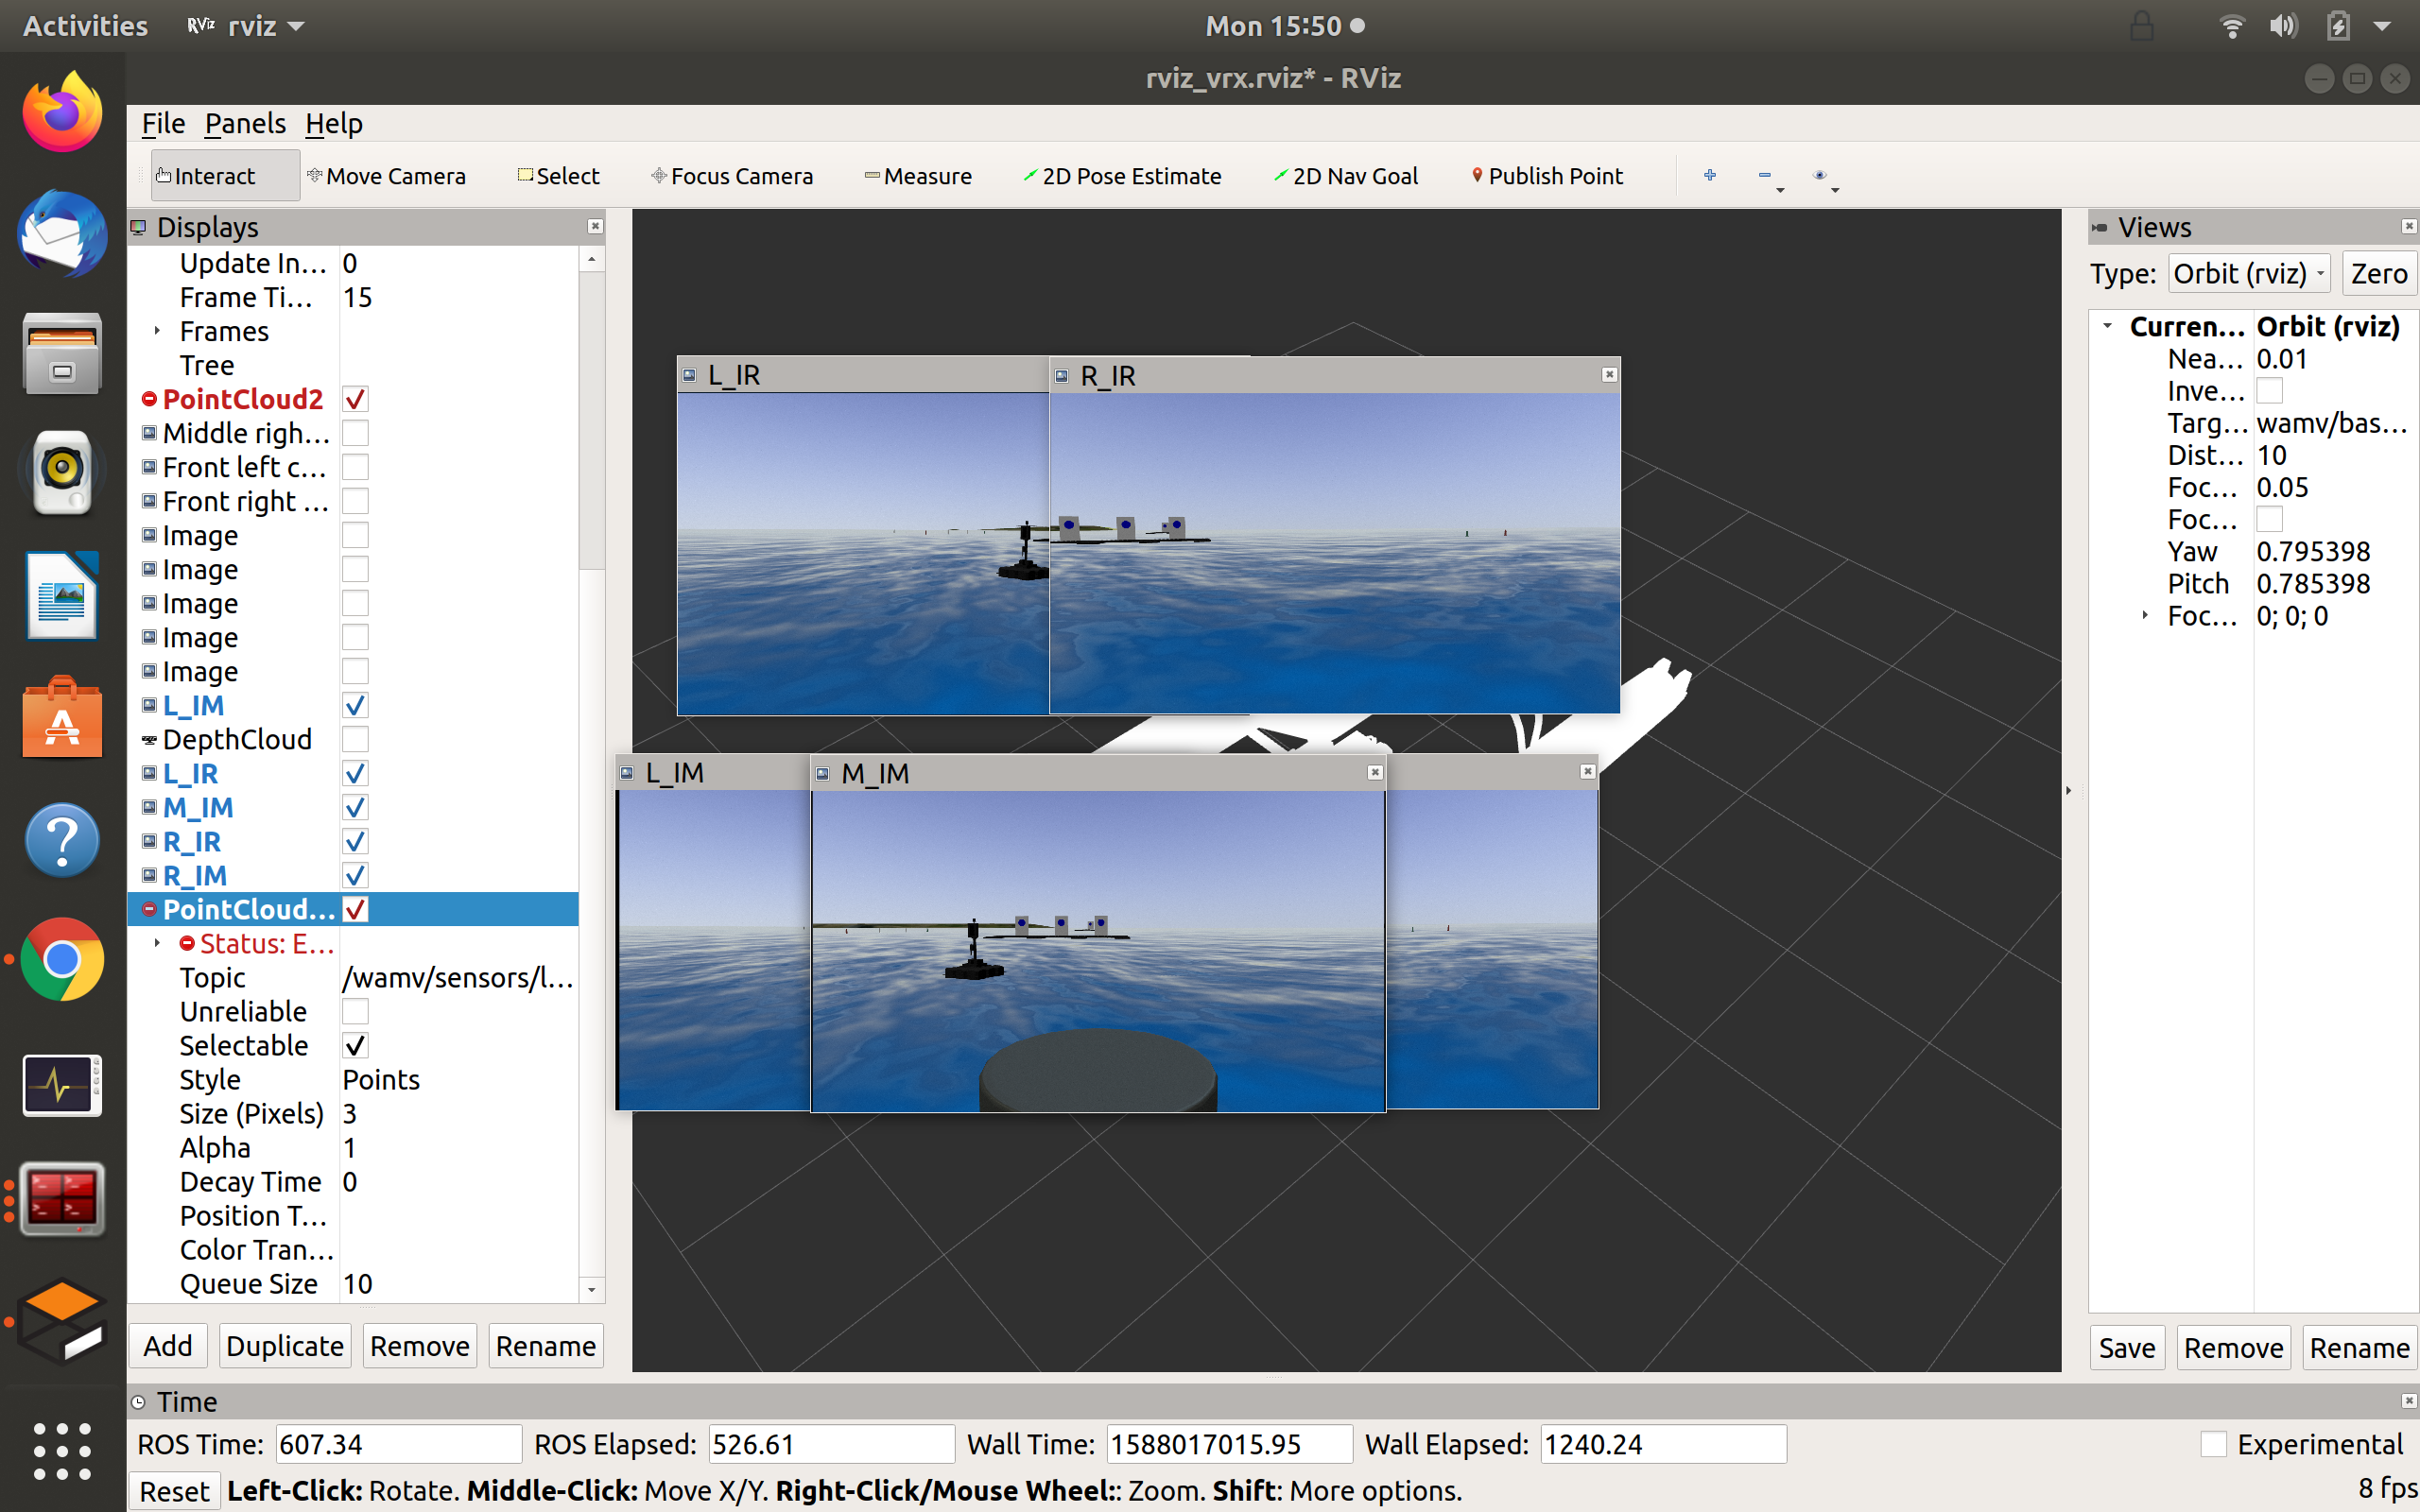 Activities RViz rviz Mon 15:50
rviz_vrx.rviz* - RViz
File Panels Help
Interact Move Camera Select Focus Camera Measure 2D Pose Estimate 2D Nav Goal Publish Point
Displays
Update In... 0
Frame Ti... 15
Frames
Tree
PointCloud2
Middle righ...
Front left c...
Front right ...
Image
Image
Image
Image
Image
L_IM
DepthCloud
L_IR
M_IM
R_IR
R_IM
PointCloud...
Status: E...
Topic /wamv/sensors/l...
Unreliable
Selectable
Style Points
Size (Pixels) 3
Alpha 1
Decay Time 0
Position T...
Color Tran...
Queue Size 10
Add Duplicate Remove Rename
L_IR
R_IR
L_IM
M_IM
Views
Type: Orbit (rviz) Zero
Curren... Orbit (rviz)
Nea... 0.01
Inve...
Targ... wamv/bas...
Dist... 10
Foc... 0.05
Foc...
Yaw 0.795398
Pitch 0.785398
Foc... 0; 0; 0
Save Remove Rename
Time
ROS Time: 607.34 ROS Elapsed: 526.61 Wall Time: 1588017015.95 Wall Elapsed: 1240.24 Experimental
Reset Left-Click: Rotate. Middle-Click: Move X/Y. Right-Click/Mouse Wheel:: Zoom. Shift: More options. 8 fps